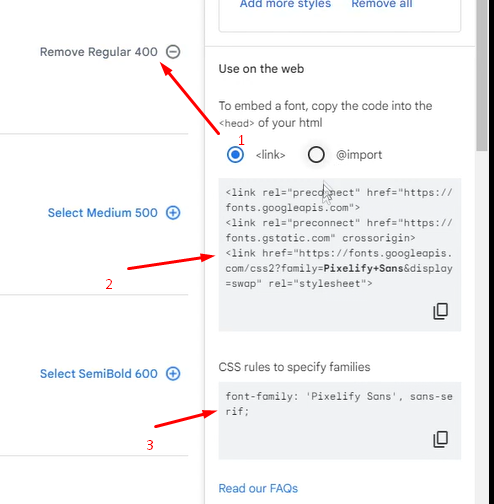 Add more styles Remove all
Remove Regular 400
Use on the web
To embed a font, copy the code into the
<head> of your html
1
<link> @import
<link rel="preconnect" href="https://
fonts.googleapis.com">
<link rel="preconnect" href="https://
fonts.gstatic.com" crossorigin>
<link href="https://fonts.googleapis.
com/css2?family=Pixelify+Sans&display
=swap" rel="stylesheet">
Select Medium 500
2
Select SemiBold 600
CSS rules to specify families
font-family: 'Pixelify Sans', sans-se
rif;
3
Read our FAQs